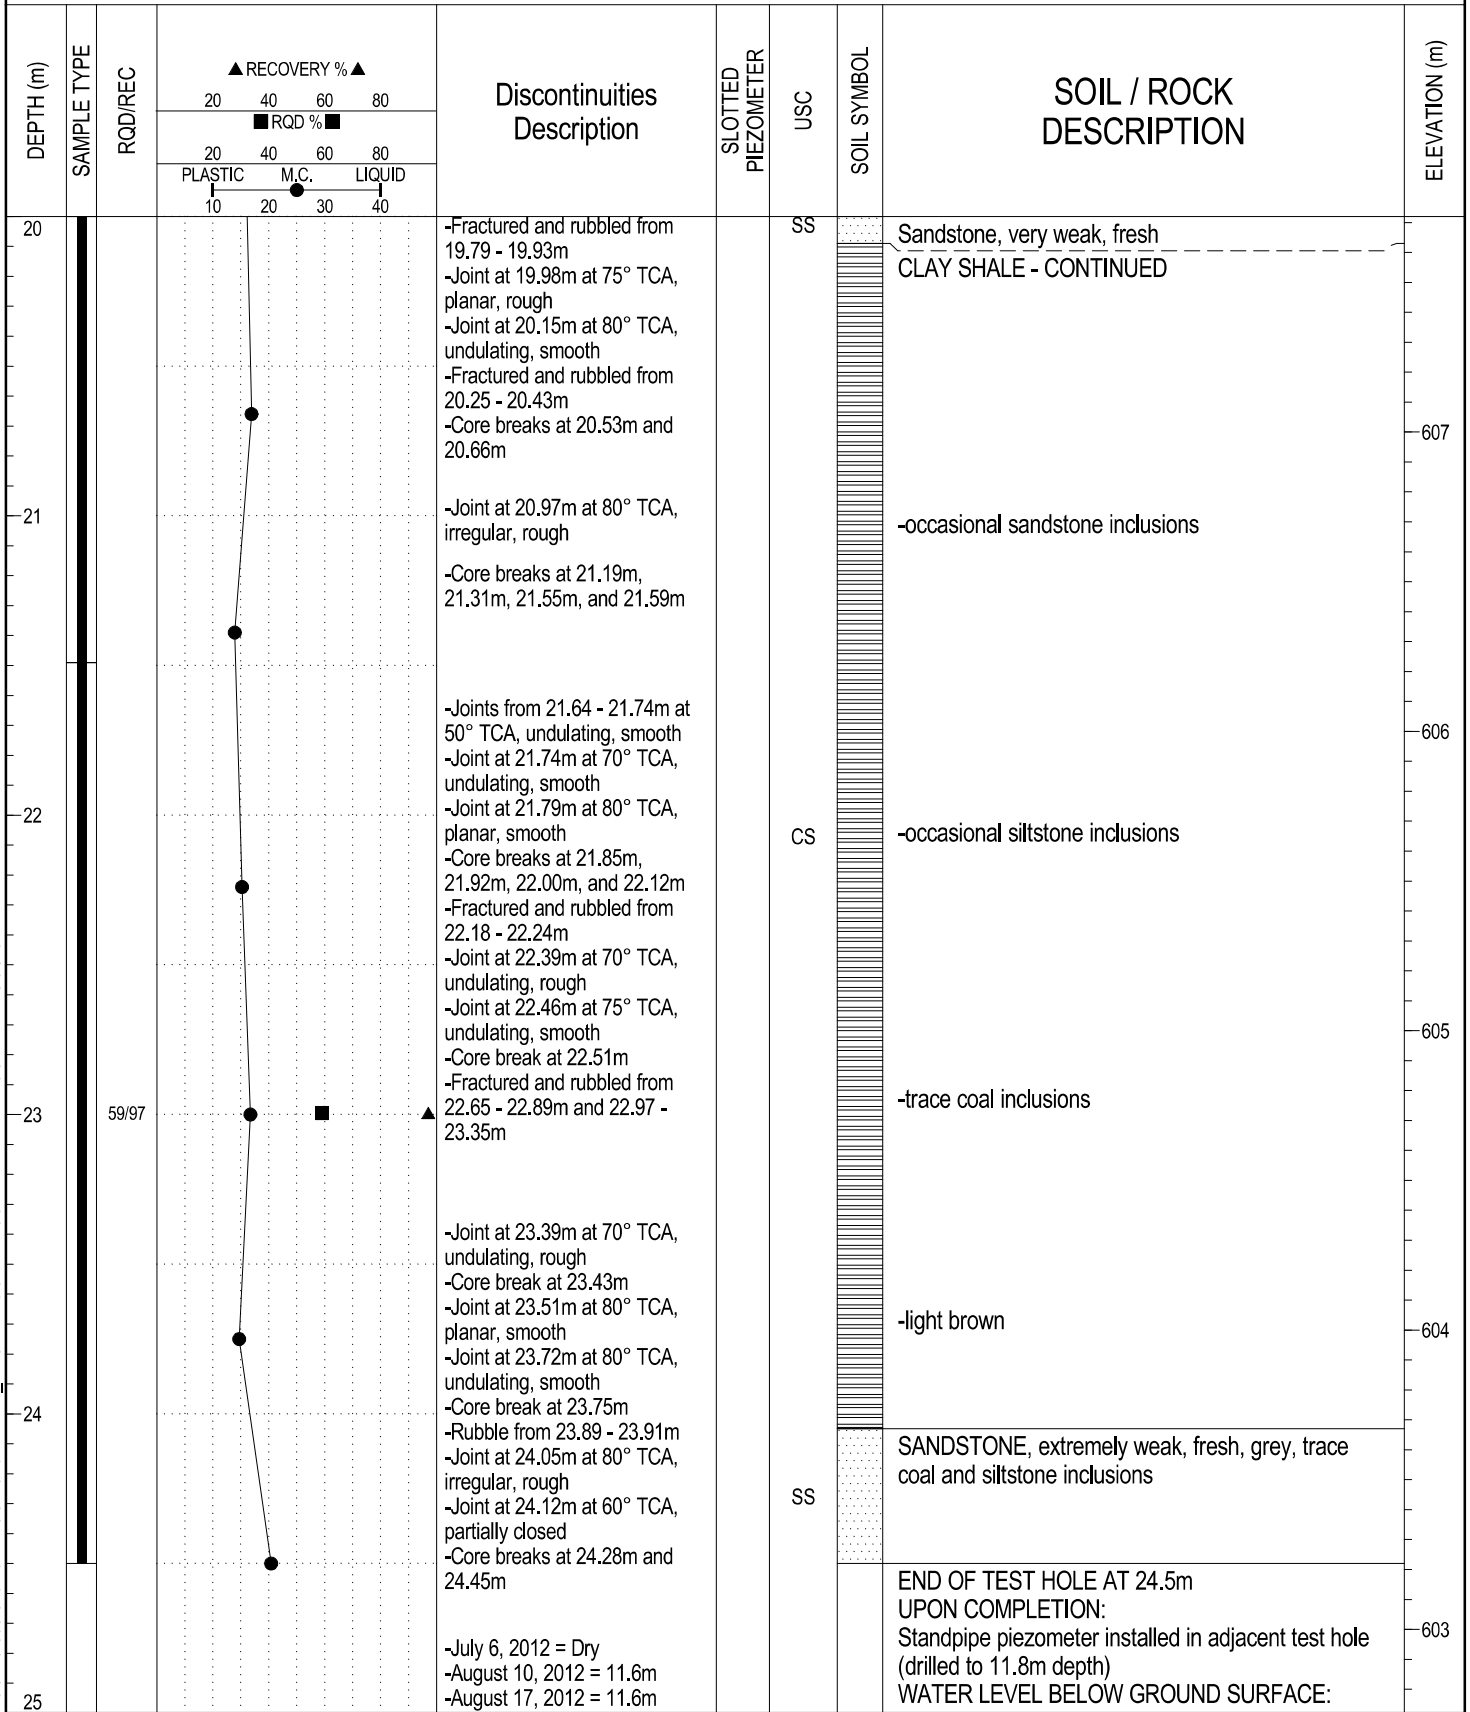 DEPTH (m)
SAMPLE TYPE
RQD/REC
▲ RECOVERY % ▲
20 40 60 80
■ RQD % ■
20 40 60 80
PLASTIC M.C. LIQUID
10 20 30 40
Discontinuities
Description
SLOTTED
PIEZOMETER
USC
SOIL SYMBOL
SOIL / ROCK
DESCRIPTION
ELEVATION (m)
20
21
22
23
24
25
59/97
-Fractured and rubbled from
19.79 - 19.93m
-Joint at 19.98m at 75° TCA,
planar, rough
-Joint at 20.15m at 80° TCA,
undulating, smooth
-Fractured and rubbled from
20.25 - 20.43m
-Core breaks at 20.53m and
20.66m
-Joint at 20.97m at 80° TCA,
irregular, rough
-Core breaks at 21.19m,
21.31m, 21.55m, and 21.59m
-Joints from 21.64 - 21.74m at
50° TCA, undulating, smooth
-Joint at 21.74m at 70° TCA,
undulating, smooth
-Joint at 21.79m at 80° TCA,
planar, smooth
-Core breaks at 21.85m,
21.92m, 22.00m, and 22.12m
-Fractured and rubbled from
22.18 - 22.24m
-Joint at 22.39m at 70° TCA,
undulating, rough
-Joint at 22.46m at 75° TCA,
undulating, smooth
-Core break at 22.51m
-Fractured and rubbled from
22.65 - 22.89m and 22.97 -
23.35m
-Joint at 23.39m at 70° TCA,
undulating, rough
-Core break at 23.43m
-Joint at 23.51m at 80° TCA,
planar, smooth
-Joint at 23.72m at 80° TCA,
undulating, smooth
-Core break at 23.75m
-Rubble from 23.89 - 23.91m
-Joint at 24.05m at 80° TCA,
irregular, rough
-Joint at 24.12m at 60° TCA,
partially closed
-Core breaks at 24.28m and
24.45m
-July 6, 2012 = Dry
-August 10, 2012 = 11.6m
-August 17, 2012 = 11.6m
SS
CS
SS
Sandstone, very weak, fresh
CLAY SHALE - CONTINUED
-occasional sandstone inclusions
-occasional siltstone inclusions
-trace coal inclusions
-light brown
SANDSTONE, extremely weak, fresh, grey, trace
coal and siltstone inclusions
END OF TEST HOLE AT 24.5m
UPON COMPLETION:
Standpipe piezometer installed in adjacent test hole
(drilled to 11.8m depth)
WATER LEVEL BELOW GROUND SURFACE:
607
606
605
604
603